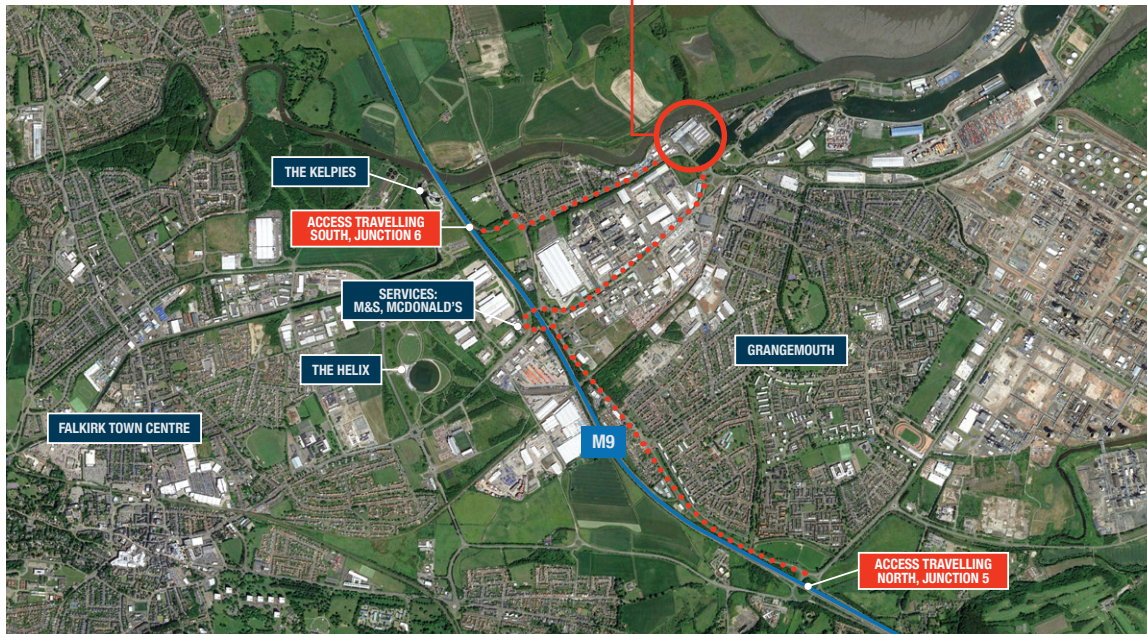 THE KELPIES
ACCESS TRAVELLING
SOUTH, JUNCTION 6
SERVICES:
M&S, MCDONALD'S
THE HELIX
GRANGEMOUTH
FALKIRK TOWN CENTRE
M9
ACCESS TRAVELLING
NORTH, JUNCTION 5